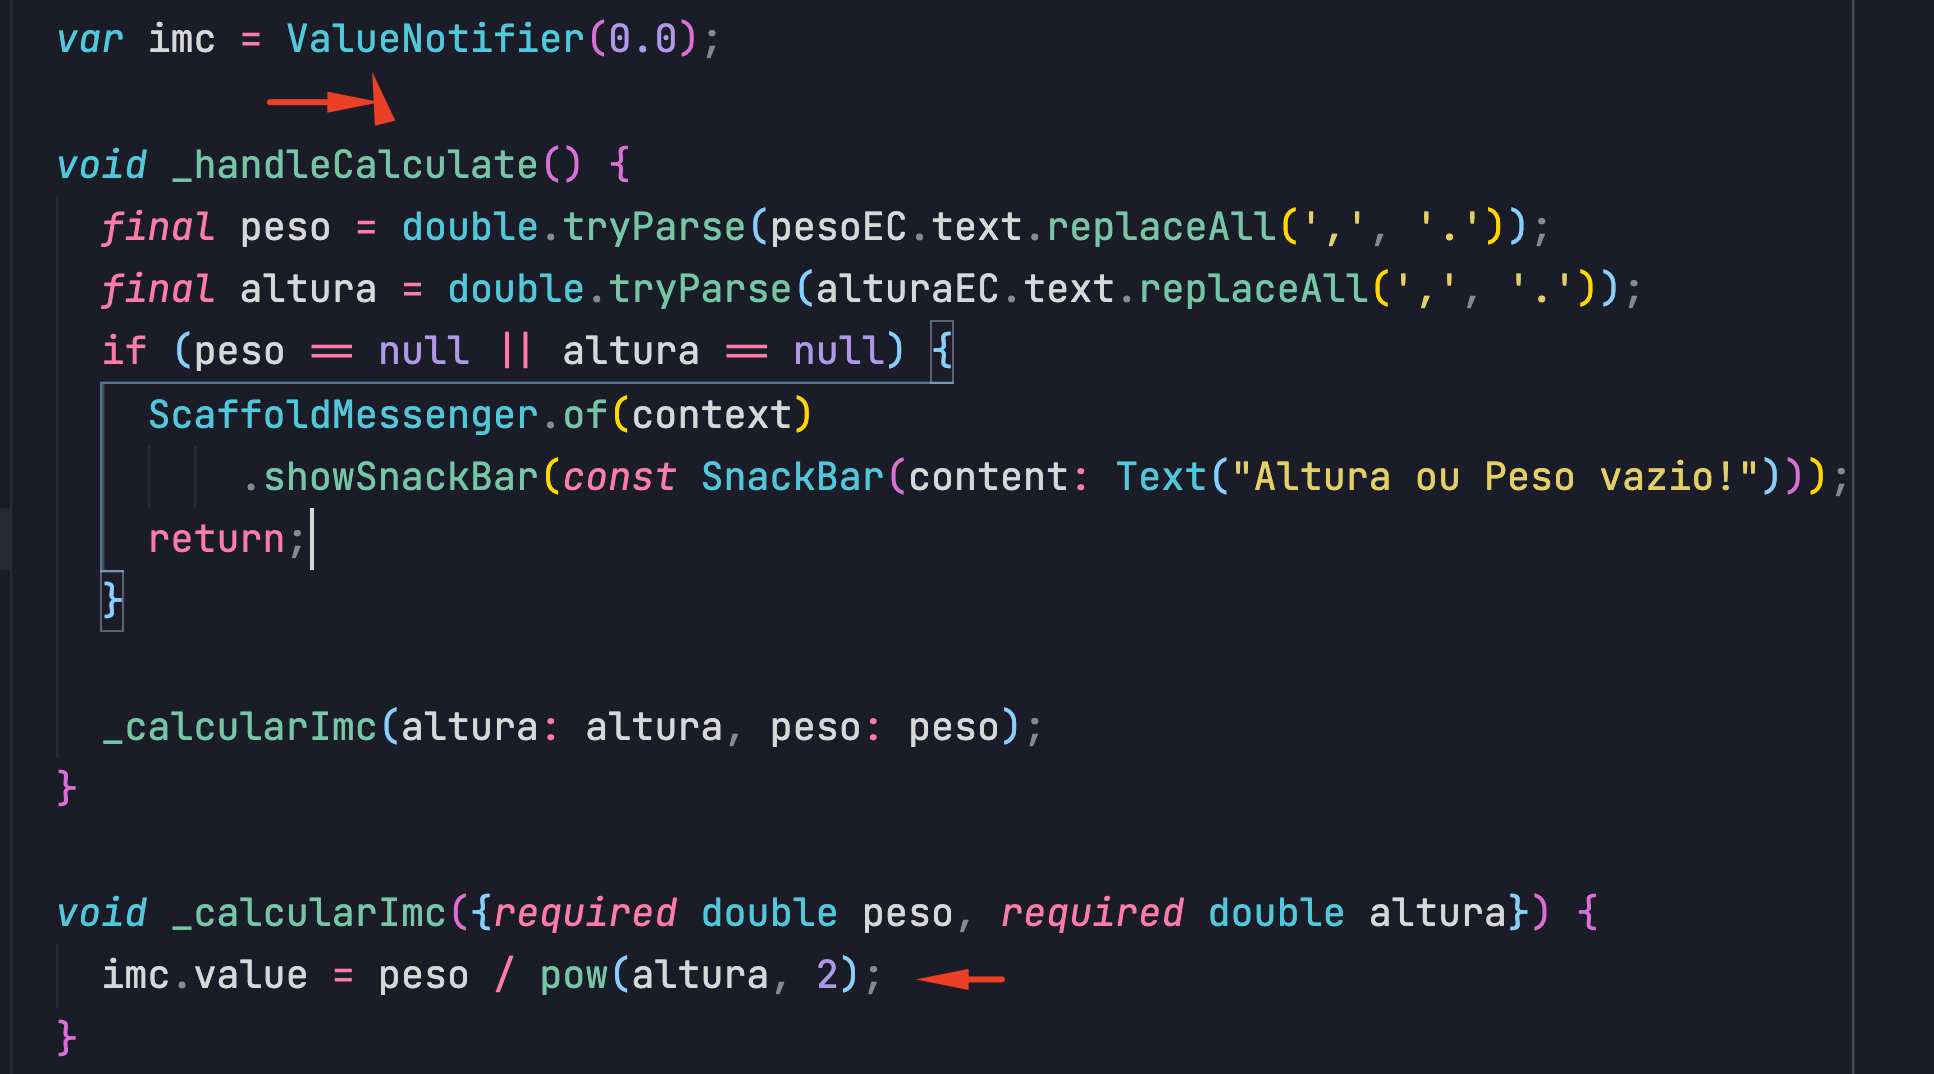 var imc = ValueNotifier(0.0);
void _handleCalculate() {
final peso = double.tryParse(pesoEC.text.replaceAll(',', '.'));
final altura = double.tryParse(alturaEC.text.replaceAll(',', '.'));
if (peso == null || altura == null) {
ScaffoldMessenger.of(context)
.showSnackBar(const SnackBar(content: Text("Altura ou Peso vazio!")));
return;
}
_calcularImc(altura: altura, peso: peso);
}
void _calcularImc({required double peso, required double altura}) {
imc.value = peso / pow(altura, 2);
}